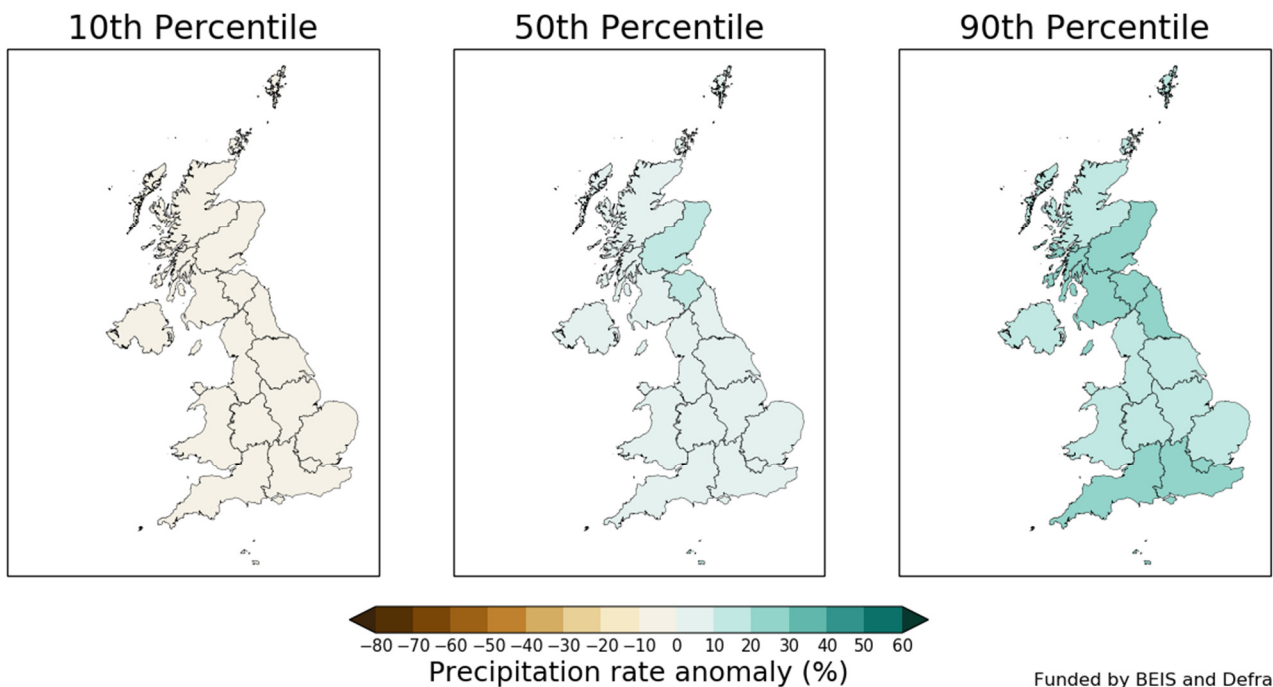 10th Percentile 50th Percentile 90th Percentile
−80 −70 −60 −50 −40 −30 −20 −10 0 10 20 30 40 50 60
Precipitation rate anomaly (%)
Funded by BEIS and Defra